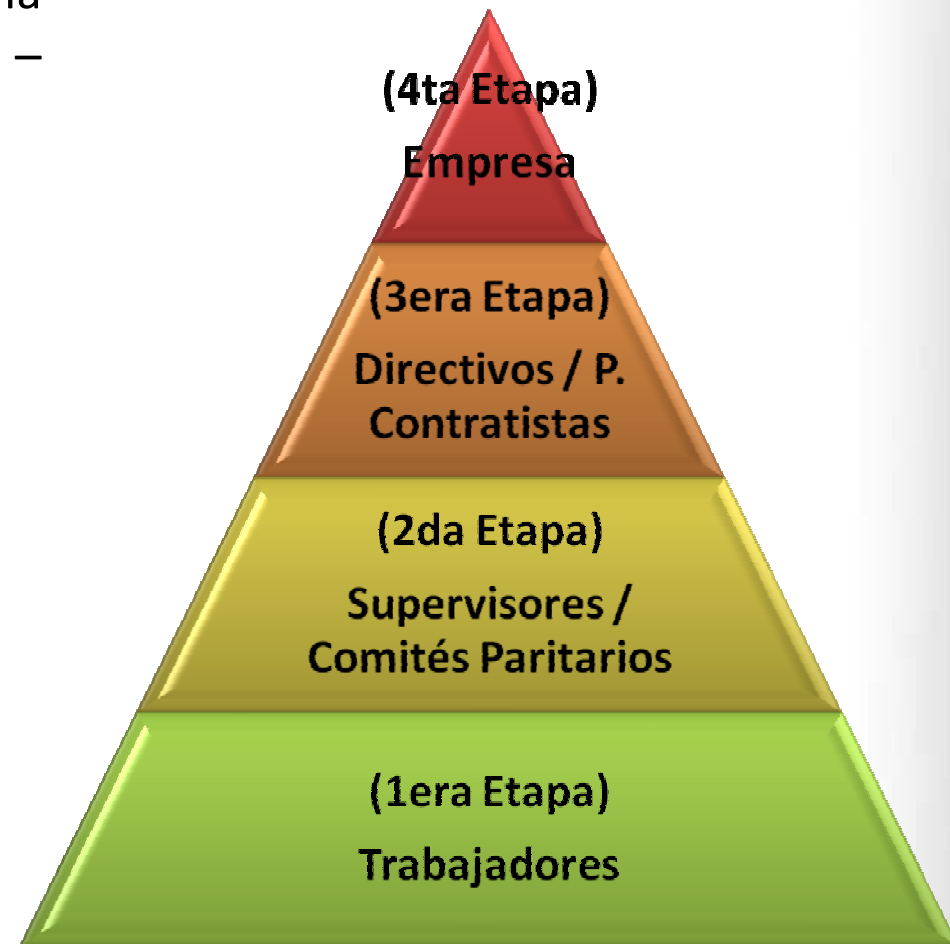 —
(4ta Etapa)
Empresa
(3era Etapa)
Directivos / P.
Contratistas
(2da Etapa)
Supervisores /
Comités Paritarios
(1era Etapa)
Trabajadores